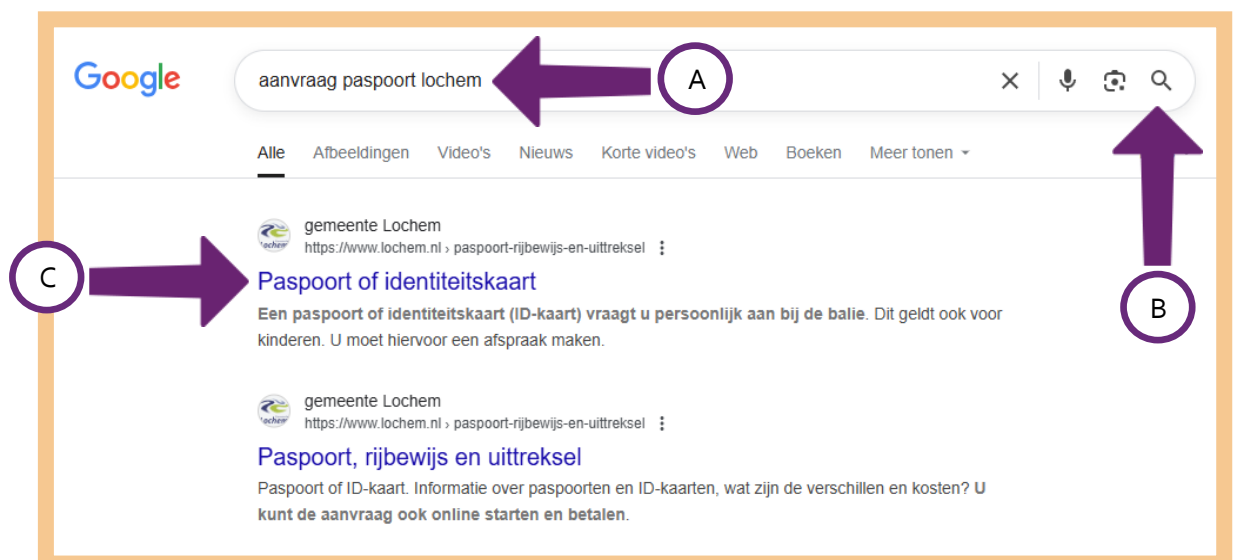 Google
aanvraag paspoort lochem
A
Alle Afbeeldingen Video's Nieuws Korte video's Web Boeken Meer tonen
gemeente Lochem
https://www.lochem.nl › paspoort-rijbewijs-en-uittreksel
C
Paspoort of identiteitskaart
Een paspoort of identiteitskaart (ID-kaart) vraagt u persoonlijk aan bij de balie. Dit geldt ook voor
kinderen. U moet hiervoor een afspraak maken.
B
gemeente Lochem
https://www.lochem.nl › paspoort-rijbewijs-en-uittreksel
Paspoort, rijbewijs en uittreksel
Paspoort of ID-kaart. Informatie over paspoorten en ID-kaarten, wat zijn de verschillen en kosten? U
kunt de aanvraag ook online starten en betalen.